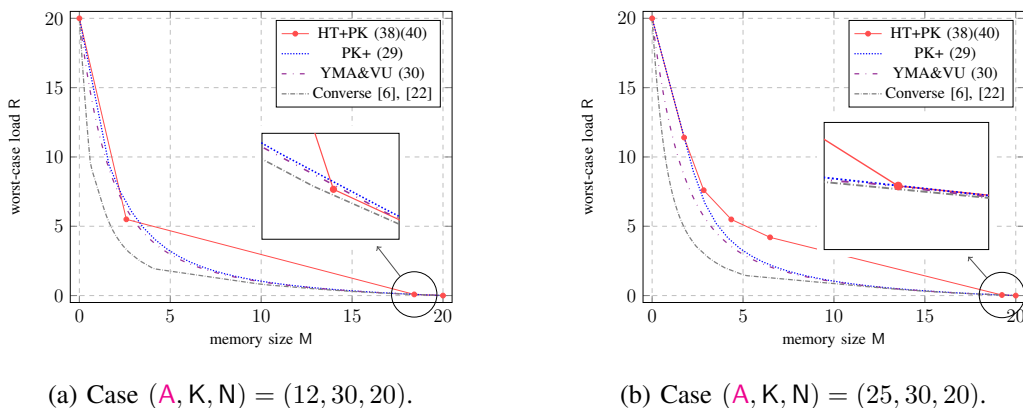 20
15
10
5
0
worst-case load R
0
5
10
15
20
memory size M
HT+PK (38)(40)
PK+ (29)
YMA&VU (30)
Converse [6], [22]
(a) Case (A, K, N) = (12, 30, 20).
20
15
10
5
0
worst-case load R
0
5
10
15
20
memory size M
HT+PK (38)(40)
PK+ (29)
YMA&VU (30)
Converse [6], [22]
(b) Case (A, K, N) = (25, 30, 20).